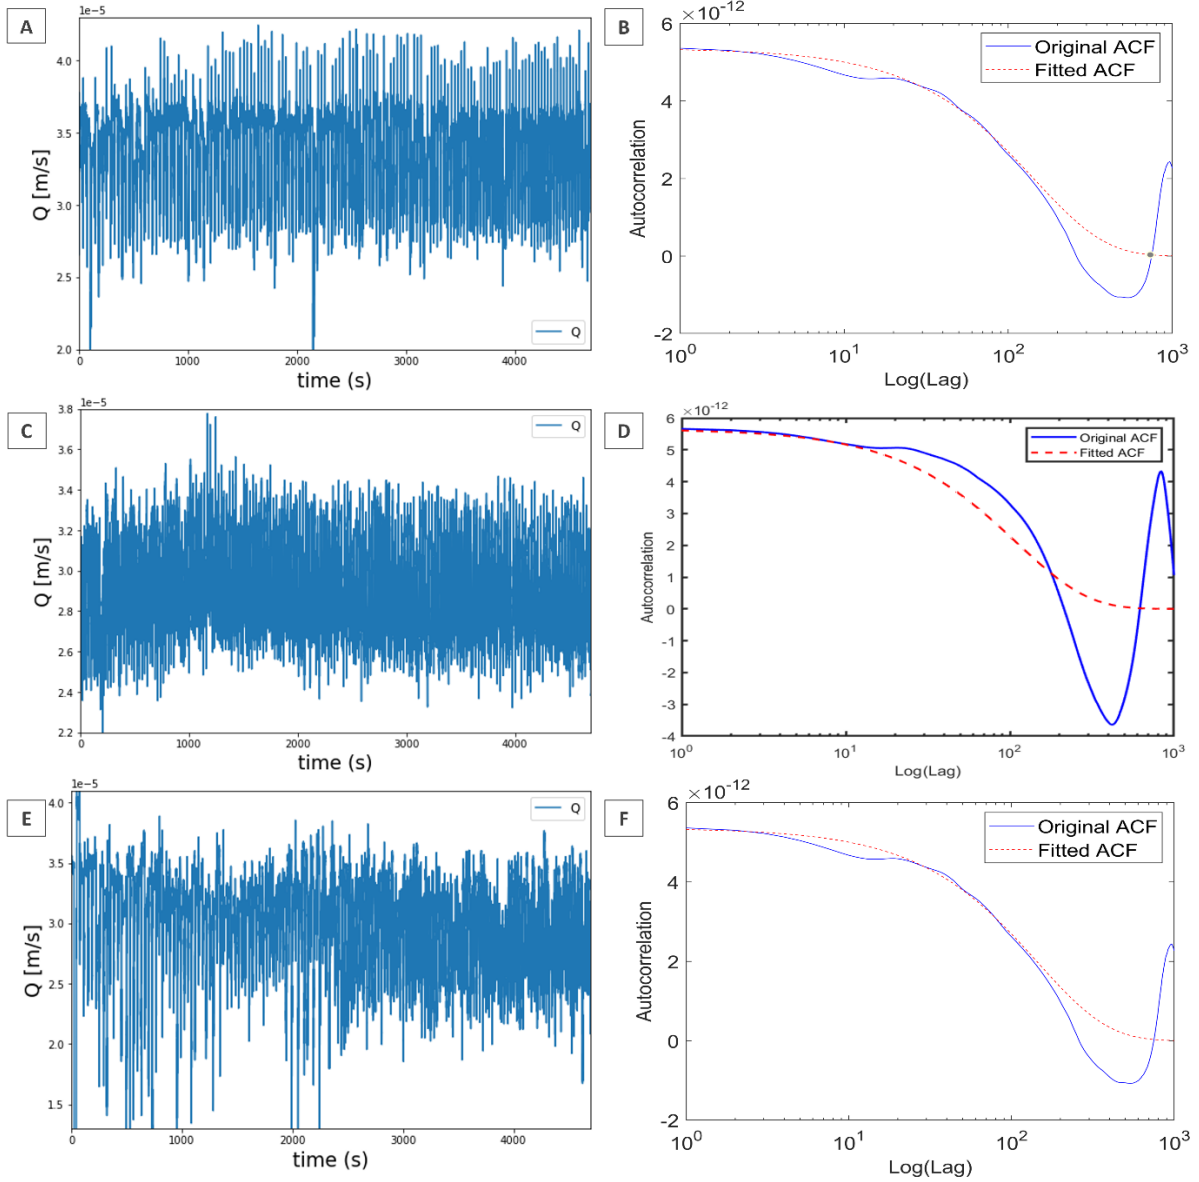 A
1e−5
4.0
3.5
3.0
2.5
2.0
Q [m/s]
Q
0 1000 2000 3000 4000
time (s)
B
×10⁻¹²
6
4
2
0
-2
Autocorrelation
Original ACF
Fitted ACF
10⁰ 10¹ 10² 10³
Log(Lag)
C
1e−5
3.8
3.6
3.4
3.2
3.0
2.8
2.6
2.4
2.2
Q [m/s]
Q
0 1000 2000 3000 4000
time (s)
D
×10⁻¹²
6
5
4
3
2
1
0
-1
-2
-3
-4
Autocorrelation
Original ACF
Fitted ACF
10⁰ 10¹ 10² 10³
Log(Lag)
E
1e−5
4.0
3.5
3.0
2.5
2.0
1.5
Q [m/s]
Q
0 1000 2000 3000 4000
time (s)
F
×10⁻¹²
6
4
2
0
-2
Autocorrelation
Original ACF
Fitted ACF
10⁰ 10¹ 10² 10³
Log(Lag)